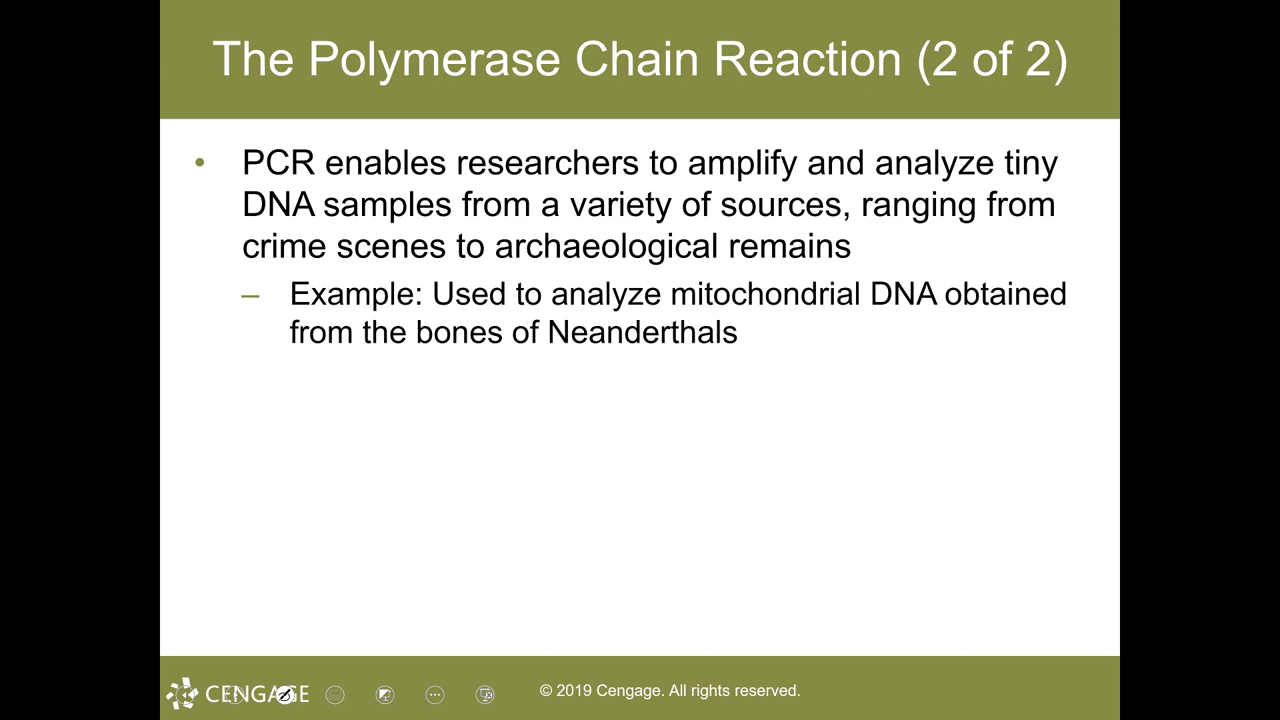 The Polymerase Chain Reaction (2 of 2)
• PCR enables researchers to amplify and analyze tiny
DNA samples from a variety of sources, ranging from
crime scenes to archaeological remains
– Example: Used to analyze mitochondrial DNA obtained
from the bones of Neanderthals
CENGAGE
© 2019 Cengage. All rights reserved.